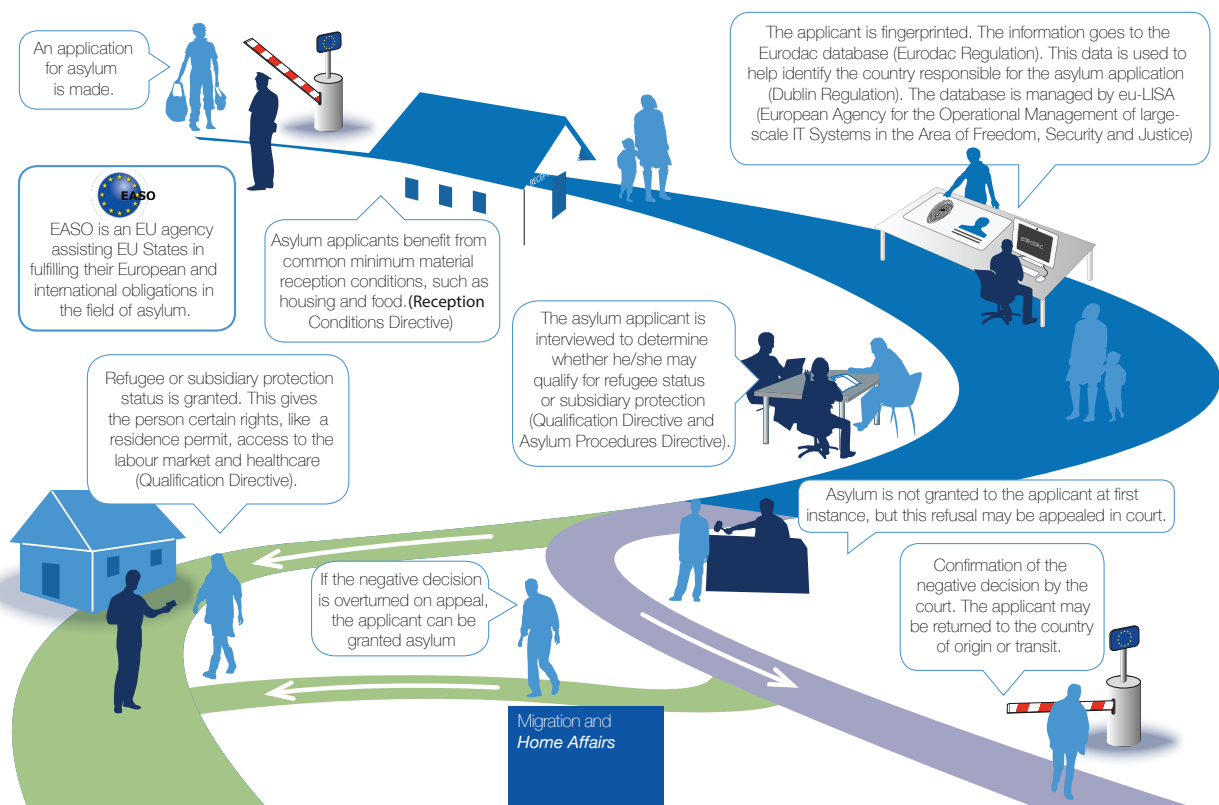 An application
for asylum
is made.
The applicant is fingerprinted. The information goes to the
Eurodac database (Eurodac Regulation). This data is used to
help identify the country responsible for the asylum application
(Dublin Regulation). The database is managed by eu-LISA
(European Agency for the Operational Management of large-
scale IT Systems in the Area of Freedom, Security and Justice)
EASO
EASO is an EU agency
assisting EU States in
fulfilling their European and
international obligations in
the field of asylum.
Asylum applicants benefit from
common minimum material
reception conditions, such as
housing and food. (Reception
Conditions Directive)
EURODAC
The asylum applicant is
interviewed to determine
whether he/she may
qualify for refugee status
or subsidiary protection
(Qualification Directive and
Asylum Procedures Directive).
Refugee or subsidiary protection
status is granted. This gives
the person certain rights, like a
residence permit, access to the
labour market and healthcare
(Qualification Directive).
Asylum is not granted to the applicant at first
instance, but this refusal may be appealed in court.
If the negative decision
is overturned on appeal,
the applicant can be
granted asylum
Confirmation of the
negative decision by the
court. The applicant may
be returned to the country
of origin or transit.
Migration and
Home Affairs